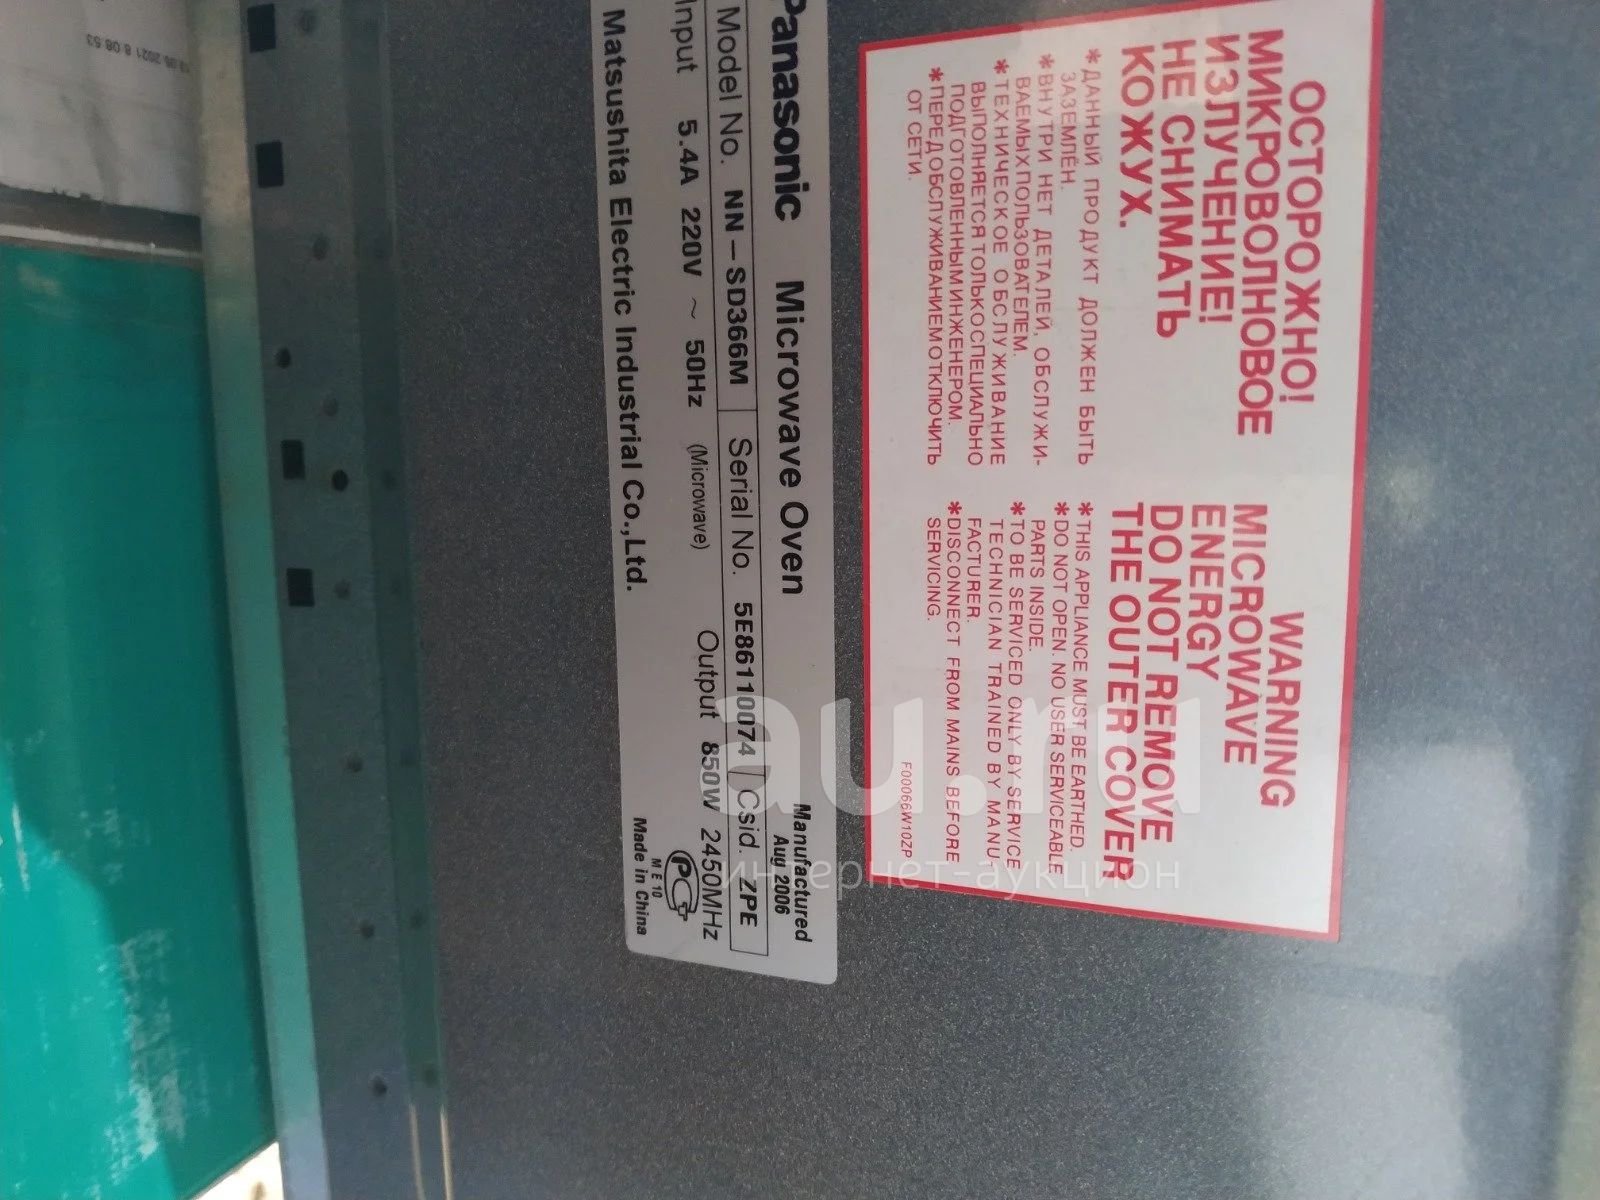 Panasonic Microwave Oven
Manufactured
Aug 2006
Model No. NN-SD366M Serial No. 5E86110074 Csid. ZPE
Input 5.4A 220V ~ 50Hz (Microwave) Output 850W 2450MHz
Matsushita Electric Industrial Co.,Ltd.
ME10
Made in China
ОСТОРОЖНО!
МИКРОВОЛНОВОЕ
ИЗЛУЧЕНИЕ!
НЕ СНИМАТЬ
КОЖУХ.
*ДАННЫЙ ПРОДУКТ ДОЛЖЕН БЫТЬ
ЗАЗЕМЛЁН.
*ВНУТРИ НЕТ ДЕТАЛЕЙ, ОБСЛУЖИ-
ВАЕМЫХ ПОЛЬЗОВАТЕЛЕМ.
*ТЕХНИЧЕСКОЕ ОБСЛУЖИВАНИЕ
ВЫПОЛНЯЕТСЯ ТОЛЬКО СПЕЦИАЛЬНО
ПОДГОТОВЛЕННЫМ ИНЖЕНЕРОМ.
*ПЕРЕД ОБСЛУЖИВАНИЕМ ОТКЛЮЧИТЬ
ОТ СЕТИ.
WARNING
MICROWAVE
ENERGY
DO NOT REMOVE
THE OUTER COVER
*THIS APPLIANCE MUST BE EARTHED.
*DO NOT OPEN. NO USER SERVICEABLE
PARTS INSIDE.
*TO BE SERVICED ONLY BY SERVICE
TECHNICIAN TRAINED BY MANU-
FACTURER.
*DISCONNECT FROM MAINS BEFORE
SERVICING.
F00066W10ZP
au.ru
интернет-аукцион